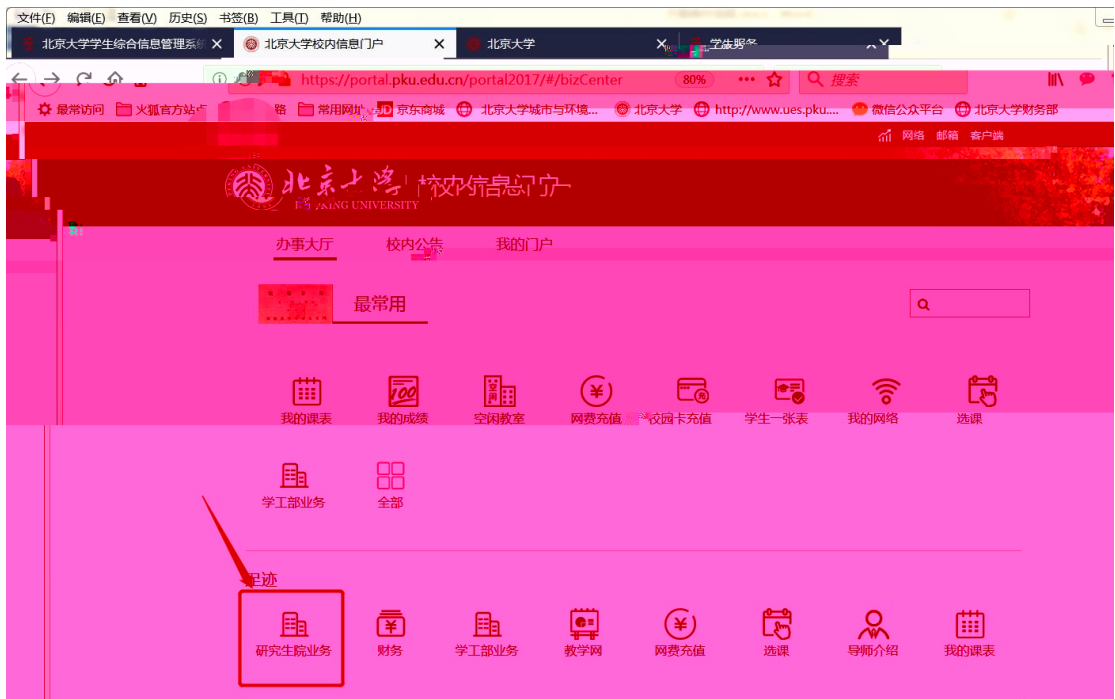 文件(F) 编辑(E) 查看(V) 历史(S) 书签(B) 工具(T) 帮助(H)
北京大学学生综合信息管理系统 北京大学校内信息门户 北京大学
https://portal.pku.edu.cn/portal2017/#/bizCenter 80% 搜索
最常访问 火狐官方站点 常用网址 JD 京东商城 北京大学城市与环境... 北京大学 http://www.ues.pku.... 微信公众平台 北京大学财务部
网络 邮箱 客户端
北京大学 校内信息门户
PEKING UNIVERSITY
办事大厅 校内公告 我的门户
最常用
我的课表 我的成绩 空闲教室 网费充值 校园卡充值 学生一张表 我的网络 选课
学工部业务 全部
足迹
研究生院业务 财务 学工部业务 教学网 网费充值 选课 导师介绍 我的课表